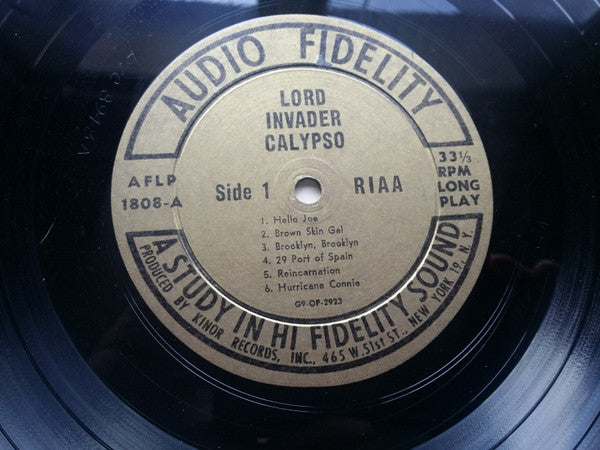 AUDIO FIDELITY
LORD
INVADER
CALYPSO
AFLP
1808-A
Side 1
RIAA
33⅓
RPM
LONG
PLAY
1. Hello Joe
2. Brown Skin Gal
3. Brooklyn, Brooklyn
4. 29 Port of Spain
5. Reincarnation
6. Hurricane Connie
G9-OP-2923
A STUDY IN HI FIDELITY SOUND
PRODUCED BY KINOR RECORDS, INC., 465 W. 51st ST., NEW YORK 19, N.Y.